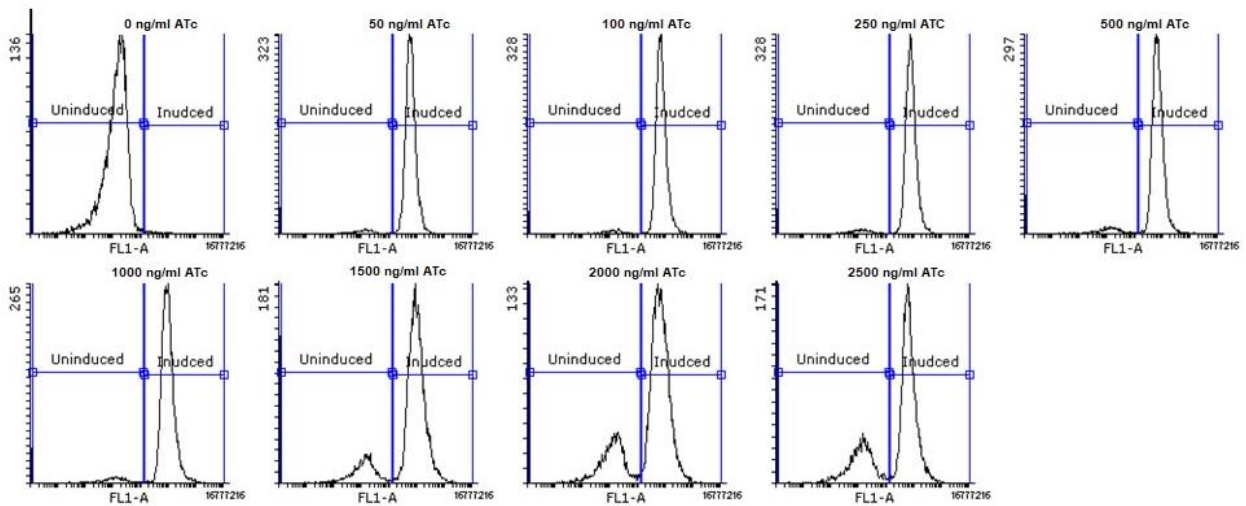 0 ng/ml ATc
136
Uninduced
Inudced
FL1-A
16777216
50 ng/ml ATc
323
Uninduced
Inudced
FL1-A
16777216
100 ng/ml ATc
328
Uninduced
Inudced
FL1-A
16777216
250 ng/ml ATC
328
Uninduced
Inudced
FL1-A
16777216
500 ng/ml ATc
297
Uninduced
Inudced
FL1-A
16777216
1000 ng/ml ATc
265
Uninduced
Inudced
FL1-A
16777216
1500 ng/ml ATc
181
Uninduced
Inudced
FL1-A
16777216
2000 ng/ml ATc
133
Uninduced
Inudced
FL1-A
16777216
2500 ng/ml ATc
171
Uninduced
Inudced
FL1-A
16777216